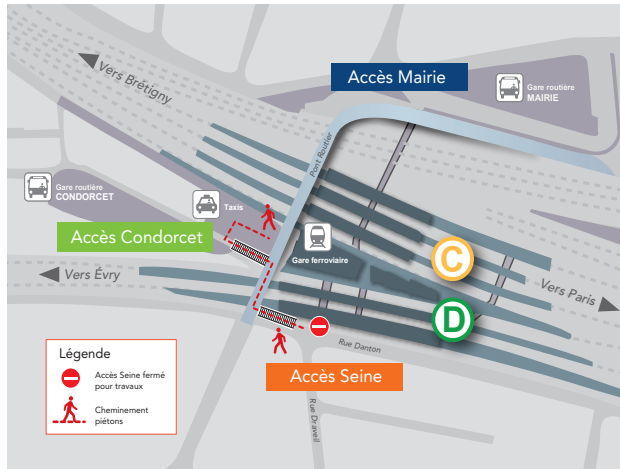 Vers Brétigny
Accès Mairie
Gare routière
MAIRIE
Pont Routier
Gare routière
CONDORCET
Taxis
Accès Condorcet
Gare ferroviaire
C
Vers Évry
Vers Paris
D
Rue Danton
Accès Seine
Rue Draveil
Légende
Accès Seine fermé
pour travaux
Cheminement
piétons